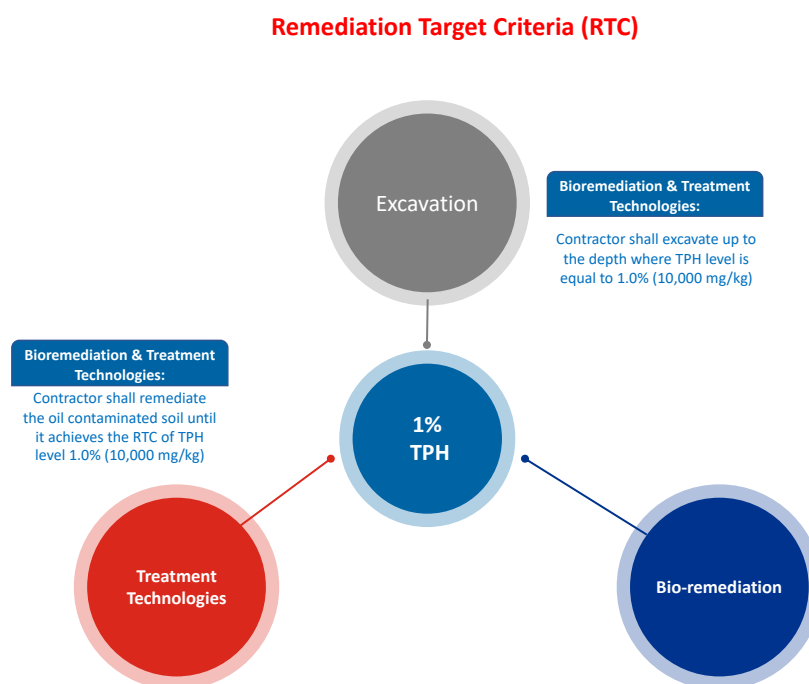 Remediation Target Criteria (RTC)
Excavation
Bioremediation & Treatment
Technologies:
Contractor shall excavate up to
the depth where TPH level is
equal to 1.0% (10,000 mg/kg)
Bioremediation & Treatment
Technologies:
Contractor shall remediate
the oil contaminated soil until
it achieves the RTC of TPH
level 1.0% (10,000 mg/kg)
1%
TPH
Treatment
Technologies
Bio-remediation